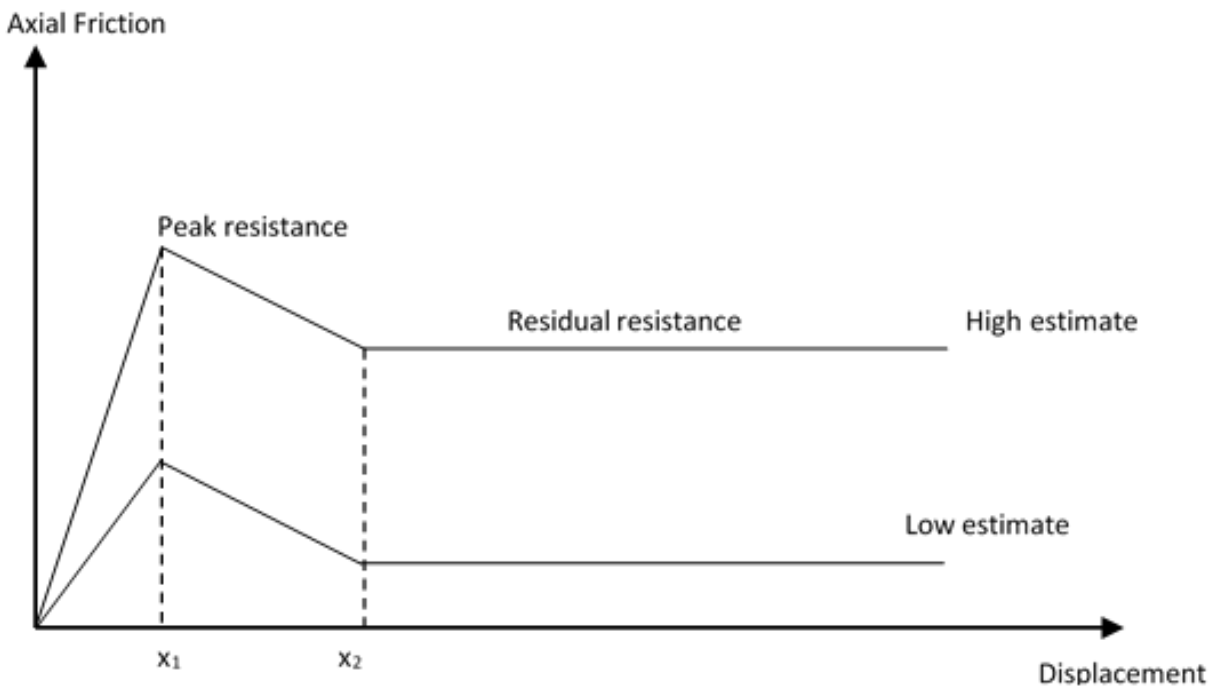 Axial Friction
Peak resistance
Residual resistance
High estimate
Low estimate
x₁
x₂
Displacement